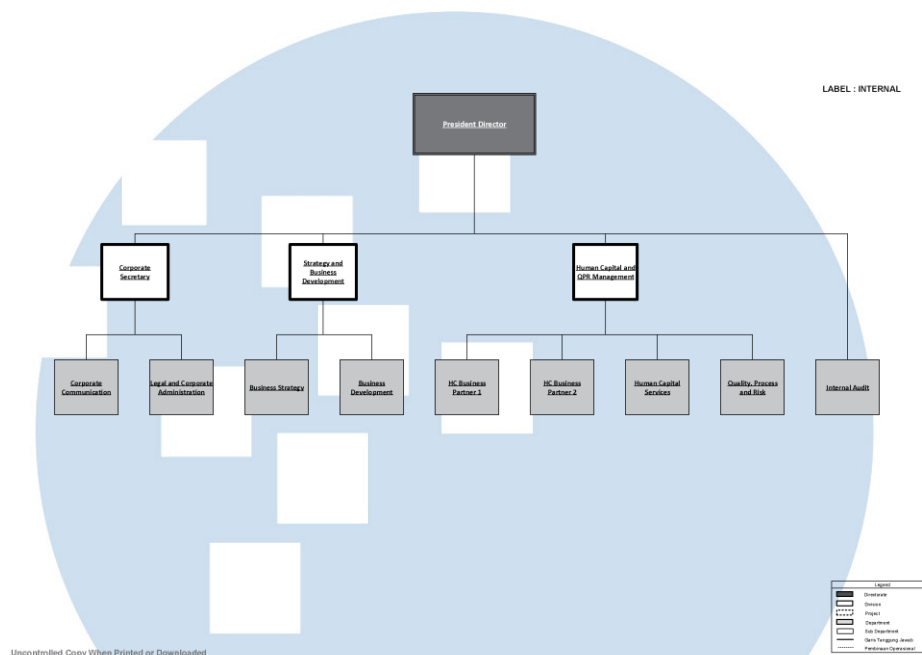 LABEL : INTERNAL
President Director
Corporate
Secretary
Strategy and
Business
Development
Human Capital and
QPR Management
Corporate
Communication
Legal and Corporate
Administration
Business Strategy
Business
Development
HC Business
Partner 1
HC Business
Partner 2
Human Capital
Services
Quality, Process
and Risk
Internal Audit
Legend
Directorate
Division
Project
Department
Sub Department
Garis Tanggung Jawab
Pembinaan Operasional
Uncontrolled Copy When Printed or Downloaded